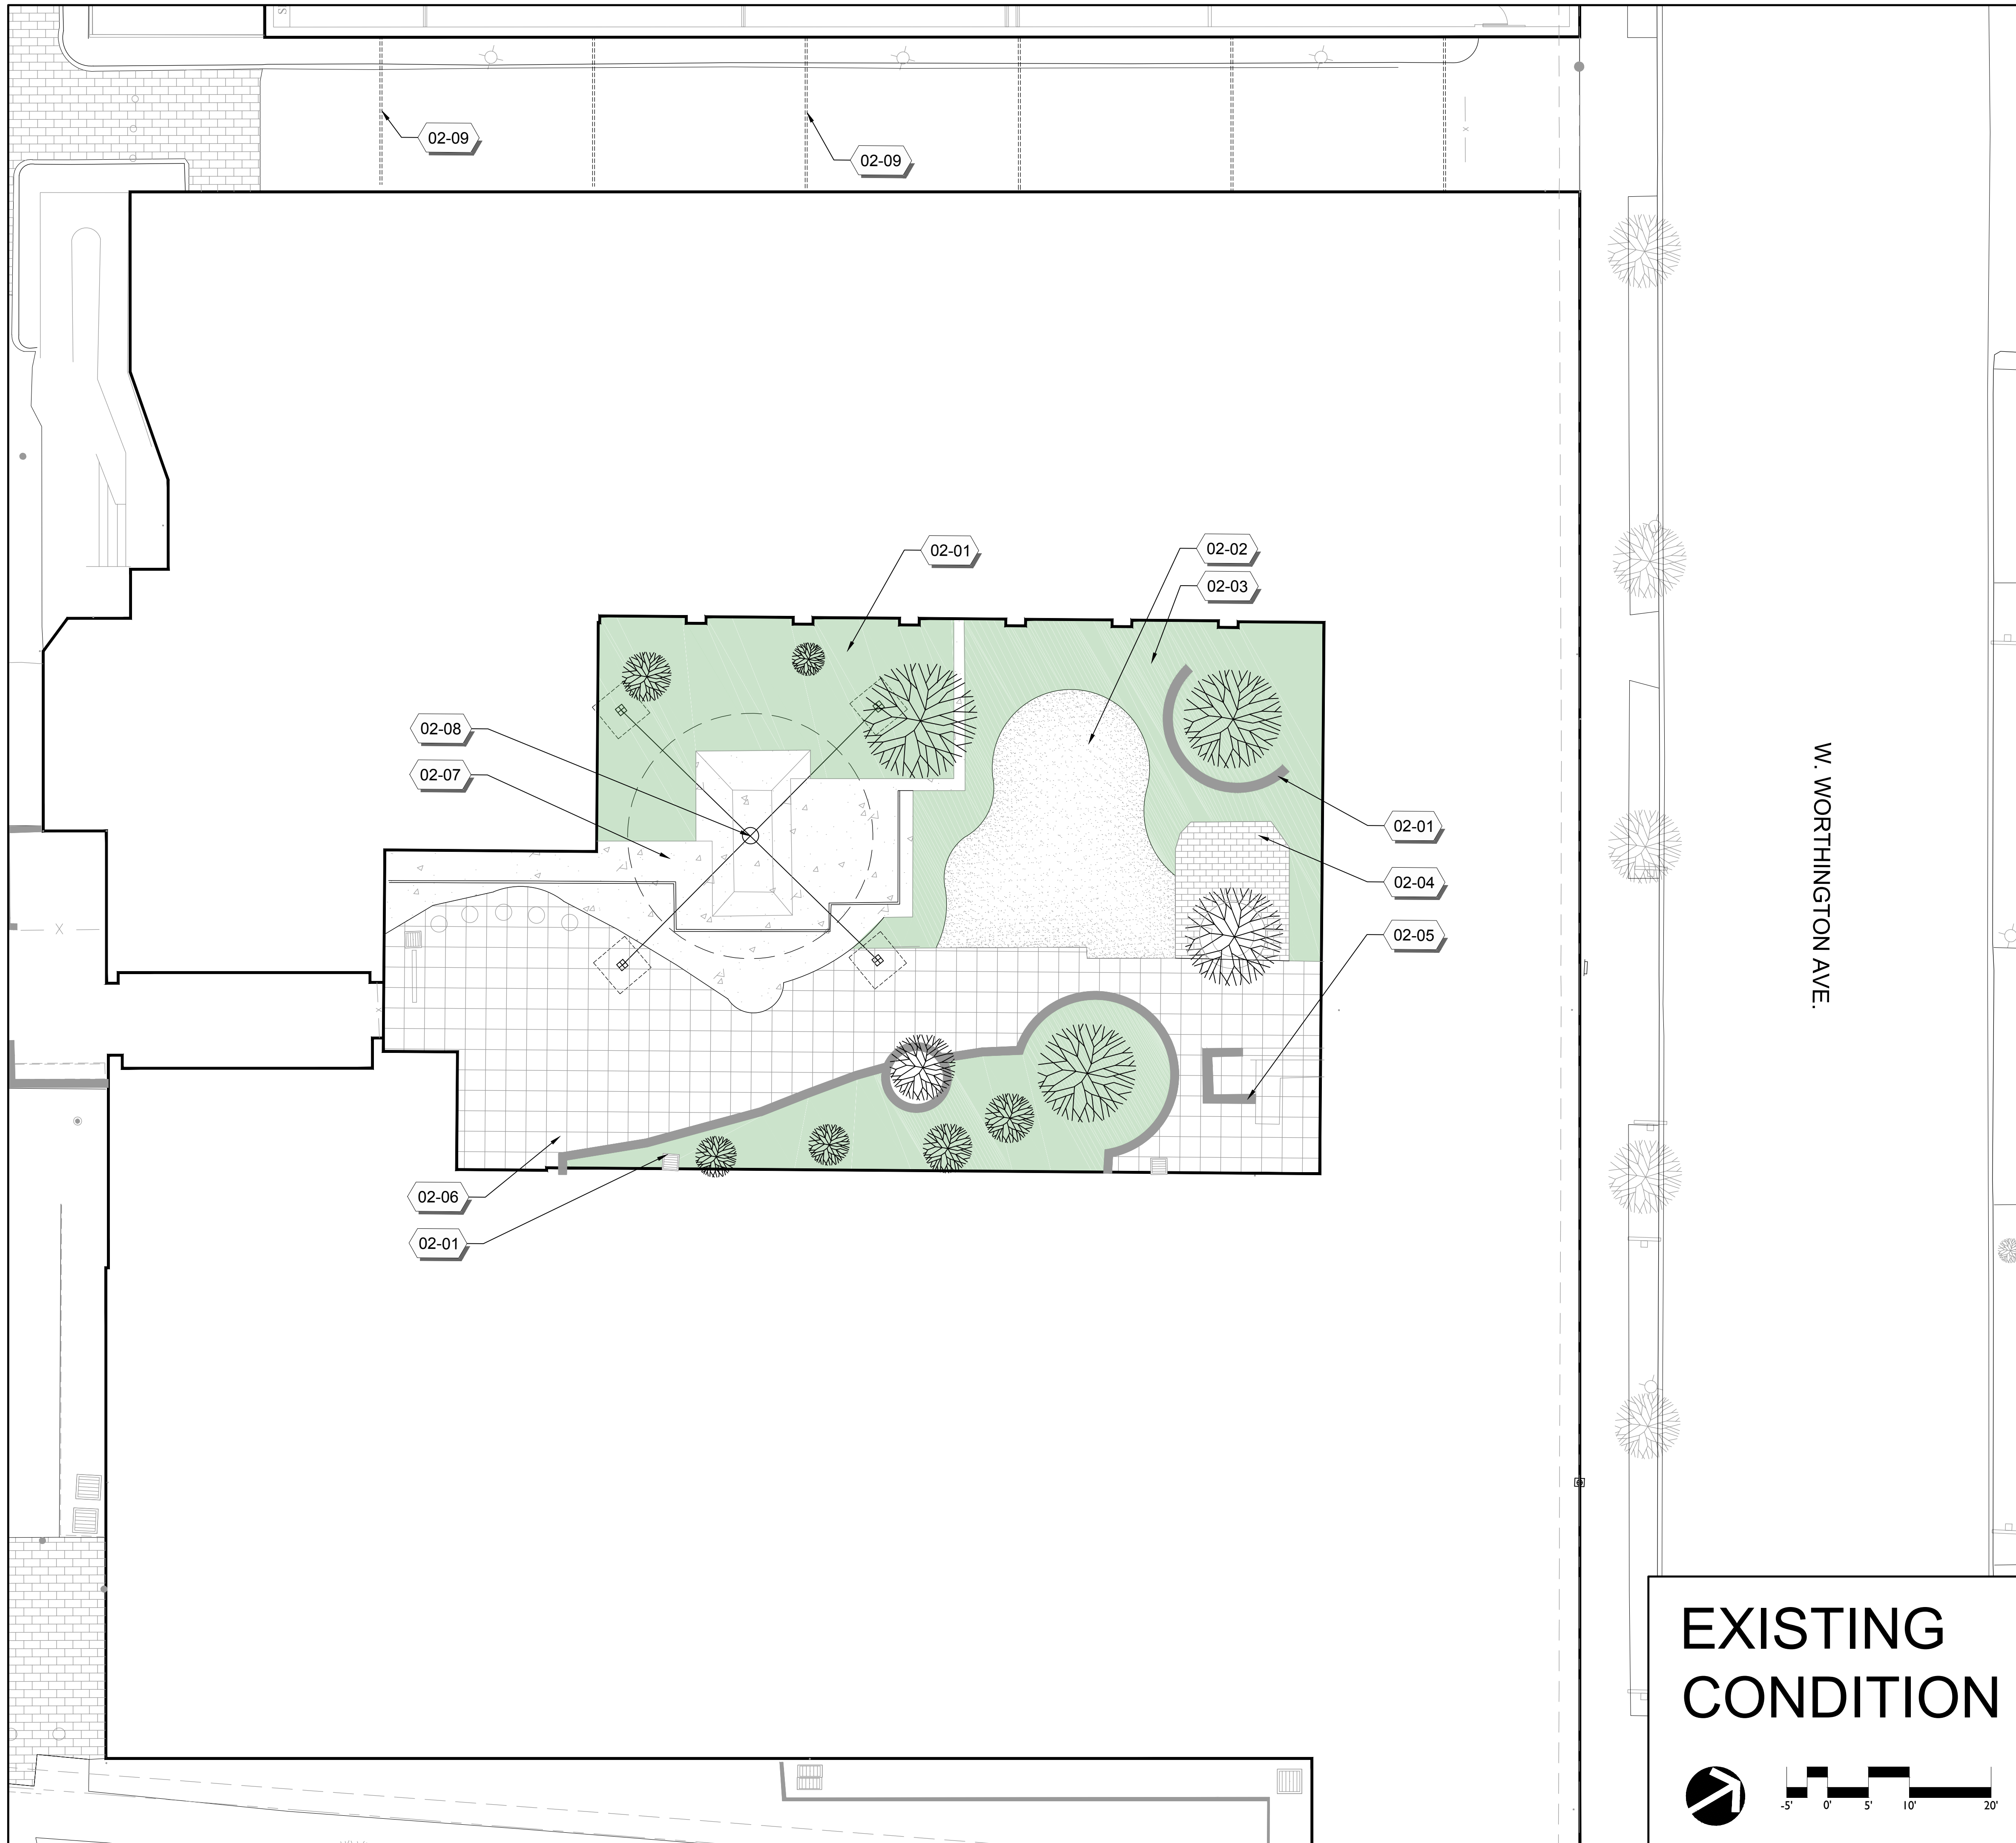 S
02-09
02-09
X
02-01
02-02
02-03
02-08
02-07
02-01
02-04
02-05
W. WORTHINGTON AVE.
X
X
02-06
02-01
EXISTING
CONDITION
-5' 0' 5' 10' 20'